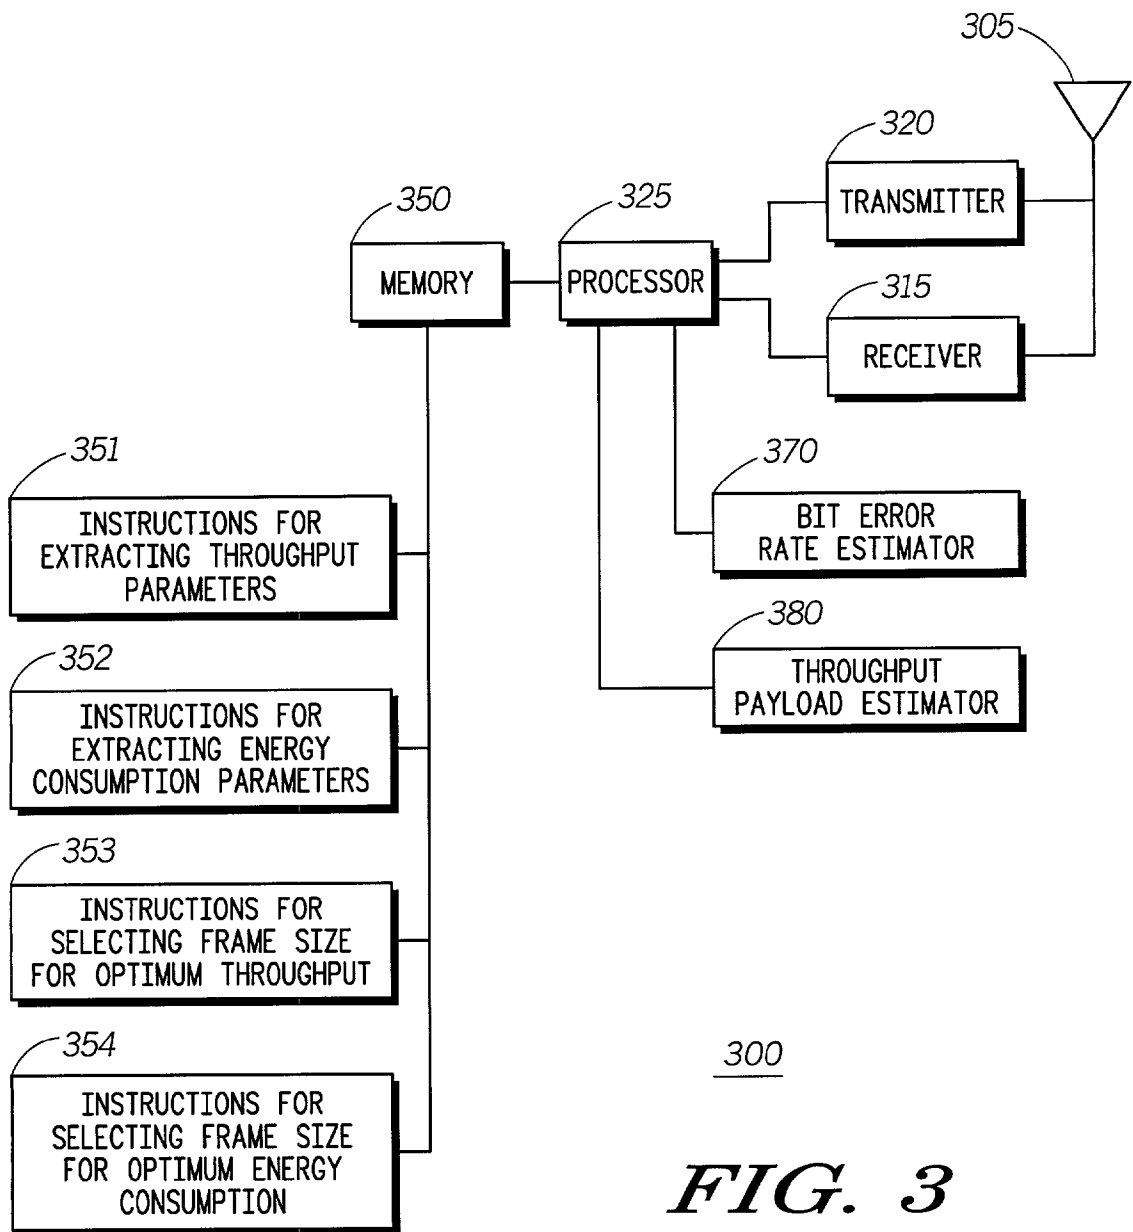 305
320
TRANSMITTER
350
MEMORY
325
PROCESSOR
315
RECEIVER
351
INSTRUCTIONS FOR
EXTRACTING THROUGHPUT
PARAMETERS
370
BIT ERROR
RATE ESTIMATOR
352
INSTRUCTIONS FOR
EXTRACTING ENERGY
CONSUMPTION PARAMETERS
380
THROUGHPUT
PAYLOAD ESTIMATOR
353
INSTRUCTIONS FOR
SELECTING FRAME SIZE
FOR OPTIMUM THROUGHPUT
354
INSTRUCTIONS FOR
SELECTING FRAME SIZE
FOR OPTIMUM ENERGY
CONSUMPTION
300
FIG. 3